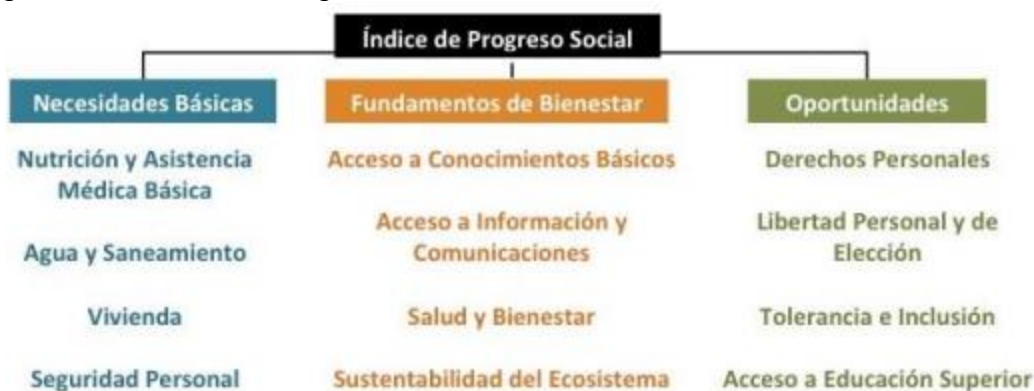 Índice de Progreso Social
Necesidades Básicas
Nutrición y Asistencia
Médica Básica
Agua y Saneamiento
Vivienda
Seguridad Personal
Fundamentos de Bienestar
Acceso a Conocimientos Básicos
Acceso a Información y
Comunicaciones
Salud y Bienestar
Sustentabilidad del Ecosistema
Oportunidades
Derechos Personales
Libertad Personal y de
Elección
Tolerancia e Inclusión
Acceso a Educación Superior